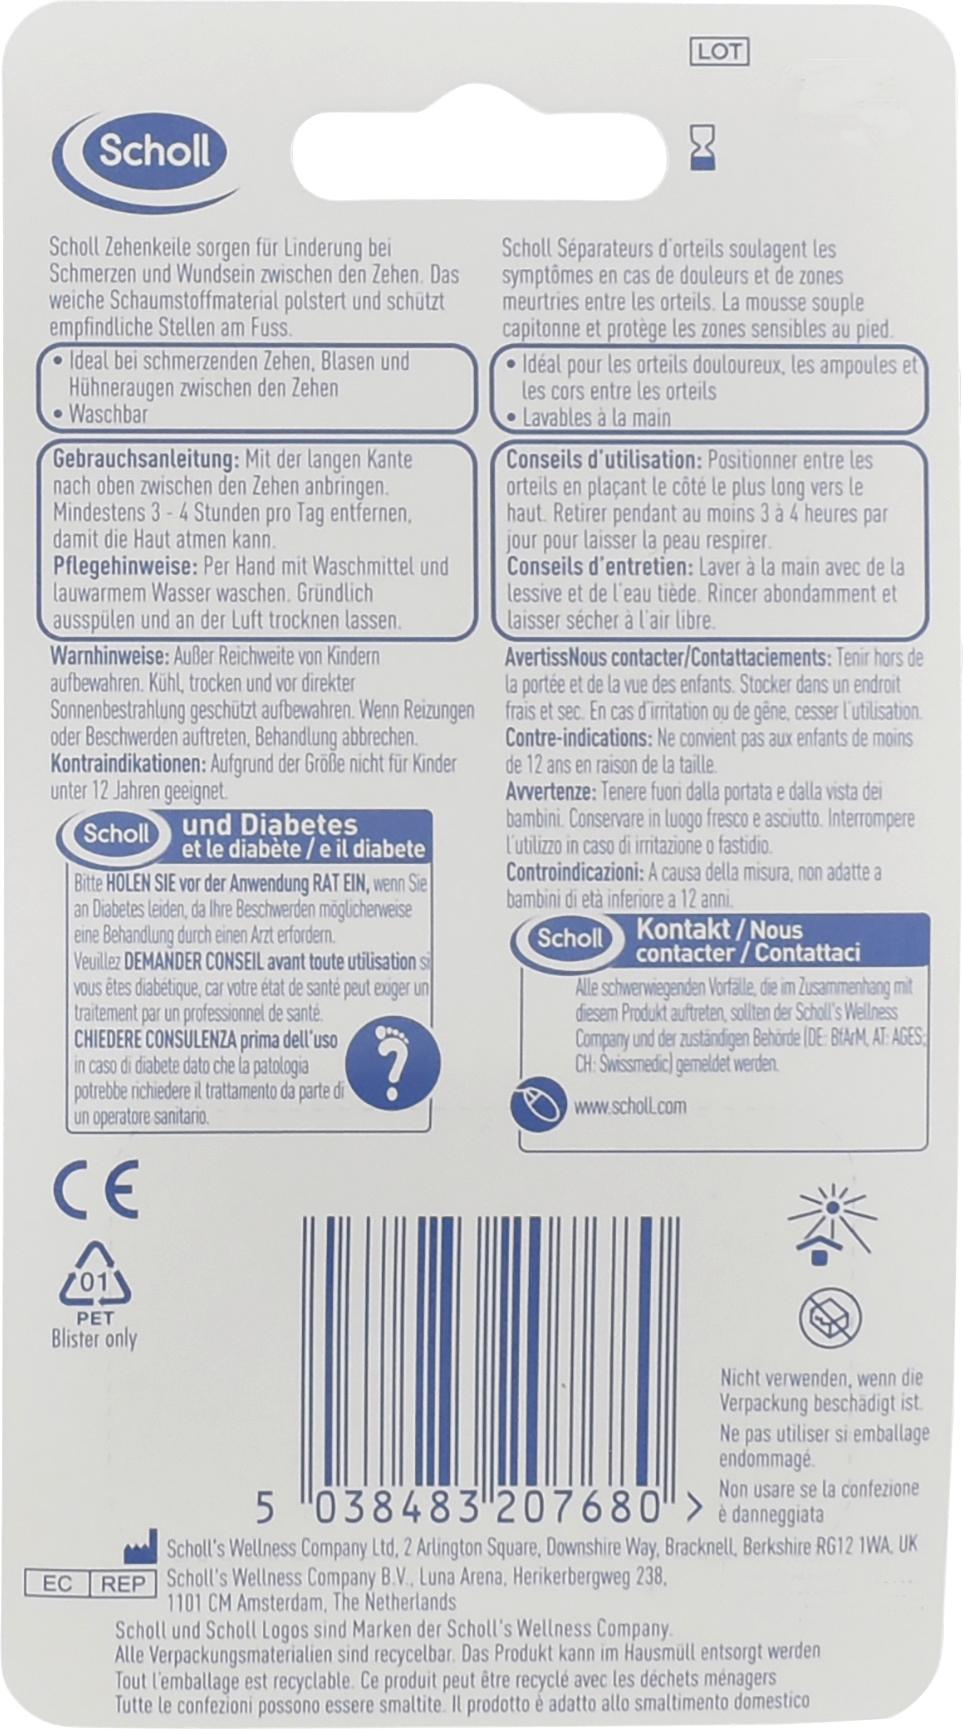 LOT
Scholl
Scholl Zehenkeile sorgen für Linderung bei
Schmerzen und Wundsein zwischen den Zehen. Das
weiche Schaumstoffmaterial polstert und schützt
empfindliche Stellen am Fuss.
• Ideal bei schmerzenden Zehen, Blasen und
Hühneraugen zwischen den Zehen
• Waschbar
Gebrauchsanleitung: Mit der langen Kante
nach oben zwischen den Zehen anbringen.
Mindestens 3 - 4 Stunden pro Tag entfernen,
damit die Haut atmen kann.
Pflegehinweise: Per Hand mit Waschmittel und
lauwarmem Wasser waschen. Gründlich
ausspülen und an der Luft trocknen lassen.
Warnhinweise: Außer Reichweite von Kindern
aufbewahren. Kühl, trocken und vor direkter
Sonnenbestrahlung geschützt aufbewahren. Wenn Reizungen
oder Beschwerden auftreten, Behandlung abbrechen.
Kontraindikationen: Aufgrund der Größe nicht für Kinder
unter 12 Jahren geeignet.
Scholl und Diabetes
et le diabète / e il diabete
Bitte HOLEN SIE vor der Anwendung RAT EIN, wenn Sie
an Diabetes leiden, da Ihre Beschwerden möglicherweise
eine Behandlung durch einen Arzt erfordern.
Veuillez DEMANDER CONSEIL avant toute utilisation si
vous êtes diabétique, car votre état de santé peut exiger un
traitement par un professionnel de santé.
CHIEDERE CONSULENZA prima dell'uso
in caso di diabete dato che la patologia
potrebbe richiedere il trattamento da parte di
un operatore sanitario.
?
Scholl Séparateurs d'orteils soulagent les
symptômes en cas de douleurs et de zones
meurtries entre les orteils. La mousse souple
capitonne et protège les zones sensibles au pied.
• Idéal pour les orteils douloureux, les ampoules et
les cors entre les orteils
• Lavables à la main
Conseils d'utilisation: Positionner entre les
orteils en plaçant le côté le plus long vers le
haut. Retirer pendant au moins 3 à 4 heures par
jour pour laisser la peau respirer.
Conseils d'entretien: Laver à la main avec de la
lessive et de l'eau tiède. Rincer abondamment et
laisser sécher à l'air libre.
AvertissNous contacter/Contattaciements: Tenir hors de
la portée et de la vue des enfants. Stocker dans un endroit
frais et sec. En cas d'irritation ou de gêne, cesser l'utilisation.
Contre-indications: Ne convient pas aux enfants de moins
de 12 ans en raison de la taille.
Avvertenze: Tenere fuori dalla portata e dalla vista dei
bambini. Conservare in luogo fresco e asciutto. Interrompere
l'utilizzo in caso di irritazione o fastidio.
Controindicazioni: A causa della misura, non adatte a
bambini di età inferiore a 12 anni.
Scholl Kontakt / Nous
contacter / Contattaci
Alle schwerwiegenden Vorfälle, die im Zusammenhang mit
diesem Produkt auftreten, sollten der Scholl's Wellness
Company und der zuständigen Behörde (DE: BfArM, AT: AGES;
CH: Swissmedic) gemeldet werden.
www.scholl.com
CE
01
PET
Blister only
5 038483 207680 >
Nicht verwenden, wenn die
Verpackung beschädigt ist.
Ne pas utiliser si emballage
endommagé.
Non usare se la confezione
è danneggiata
Scholl's Wellness Company Ltd, 2 Arlington Square, Downshire Way, Bracknell, Berkshire RG12 1WA. UK
EC REP Scholl's Wellness Company B.V., Luna Arena, Herikerbergweg 238,
1101 CM Amsterdam, The Netherlands
Scholl und Scholl Logos sind Marken der Scholl's Wellness Company.
Alle Verpackungsmaterialien sind recycelbar. Das Produkt kann im Hausmüll entsorgt werden
Tout l'emballage est recyclable. Ce produit peut être recyclé avec les déchets ménagers
Tutte le confezioni possono essere smaltite. Il prodotto è adatto allo smaltimento domestico